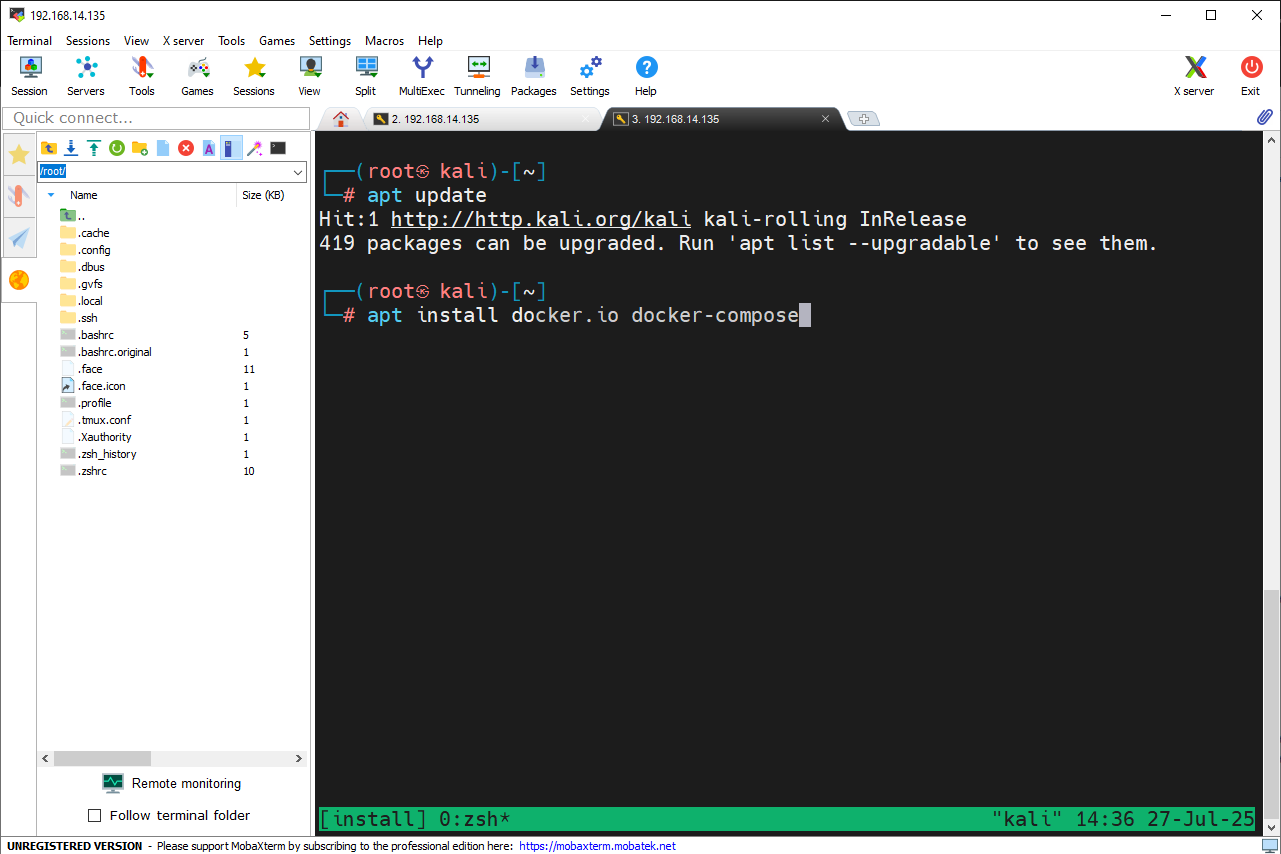 192.168.14.135
Terminal Sessions View X server Tools Games Settings Macros Help
Session Servers Tools Games Sessions View Split MultiExec Tunneling Packages Settings Help X server Exit
Quick connect...
2. 192.168.14.135
3. 192.168.14.135
/root/
Name Size (KB)
..
.cache
.config
.dbus
.gvfs
.local
.ssh
.bashrc 5
.bashrc.original 1
.face 11
.face.icon 1
.profile 1
.tmux.conf 1
.Xauthority 1
.zsh_history 1
.zshrc 10
Remote monitoring
Follow terminal folder
┌──(root㉿ kali)-[~]
└─# apt update
Hit:1 http://http.kali.org/kali kali-rolling InRelease
419 packages can be upgraded. Run 'apt list --upgradable' to see them.
┌──(root㉿ kali)-[~]
└─# apt install docker.io docker-compose
[install] 0:zsh* "kali" 14:36 27-Jul-25
UNREGISTERED VERSION - Please support MobaXterm by subscribing to the professional edition here: https://mobaxterm.mobatek.net